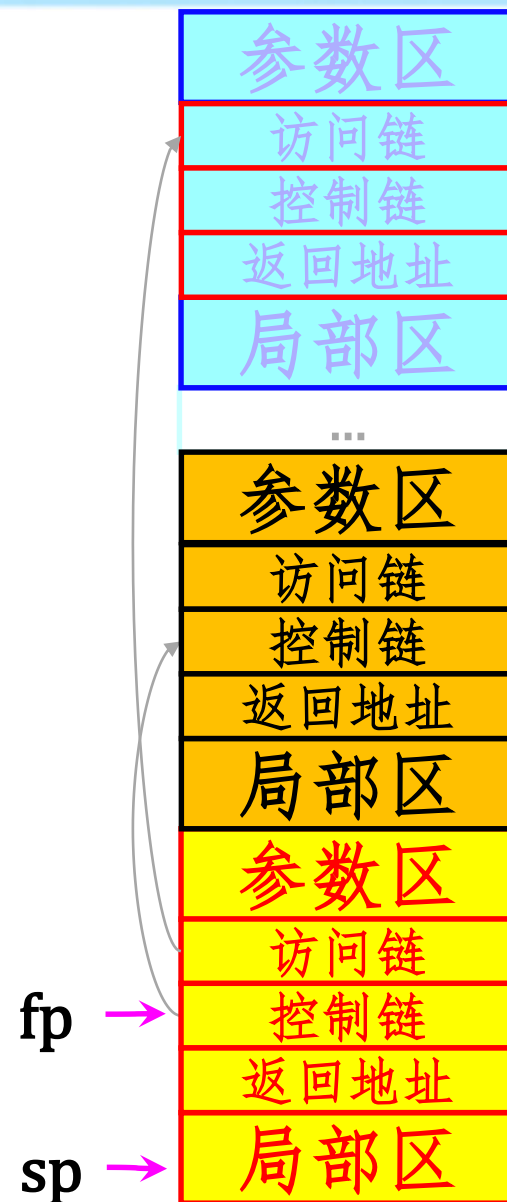 参数区
访问链
控制链
返回地址
局部区
...
参数区
访问链
控制链
返回地址
局部区
参数区
访问链
fp
控制链
返回地址
sp
局部区